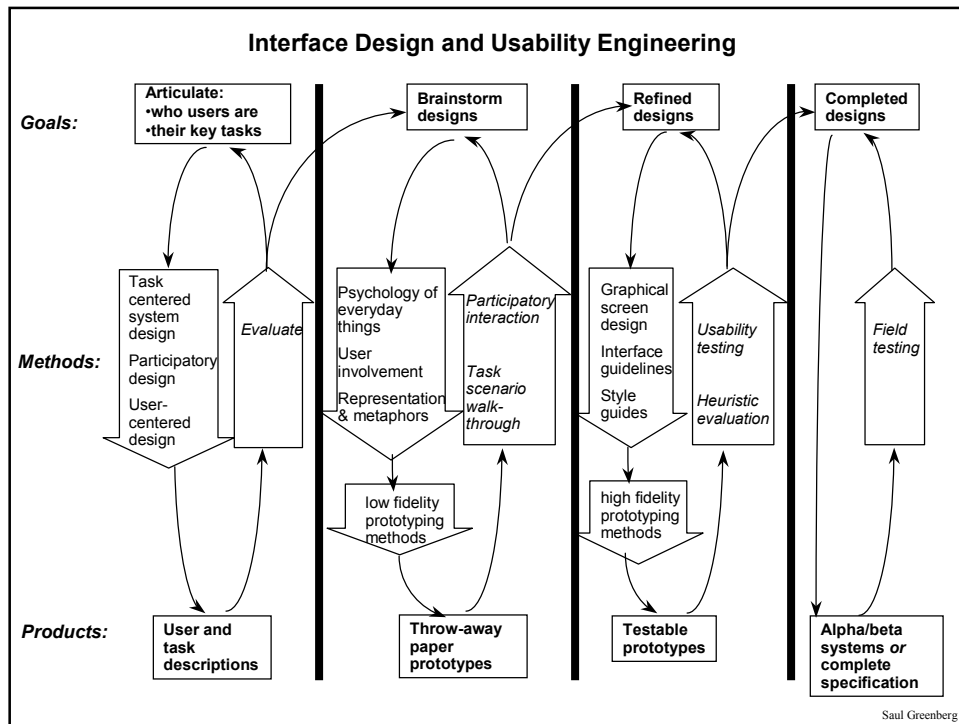 Interface Design and Usability Engineering
Goals:
Articulate:
•who users are
•their key tasks
Brainstorm
designs
Refined
designs
Completed
designs
Methods:
Task
centered
system
design
Participatory
design
User-
centered
design
Evaluate
Psychology of
everyday
things
User
involvement
Representation
& metaphors
low fidelity
prototyping
methods
Participatory
interaction
Task
scenario
walk-
through
Graphical
screen
design
Interface
guidelines
Style
guides
high fidelity
prototyping
methods
Usability
testing
Heuristic
evaluation
Field
testing
Products:
User and
task
descriptions
Throw-away
paper
prototypes
Testable
prototypes
Alpha/beta
systems or
complete
specification
Saul Greenberg